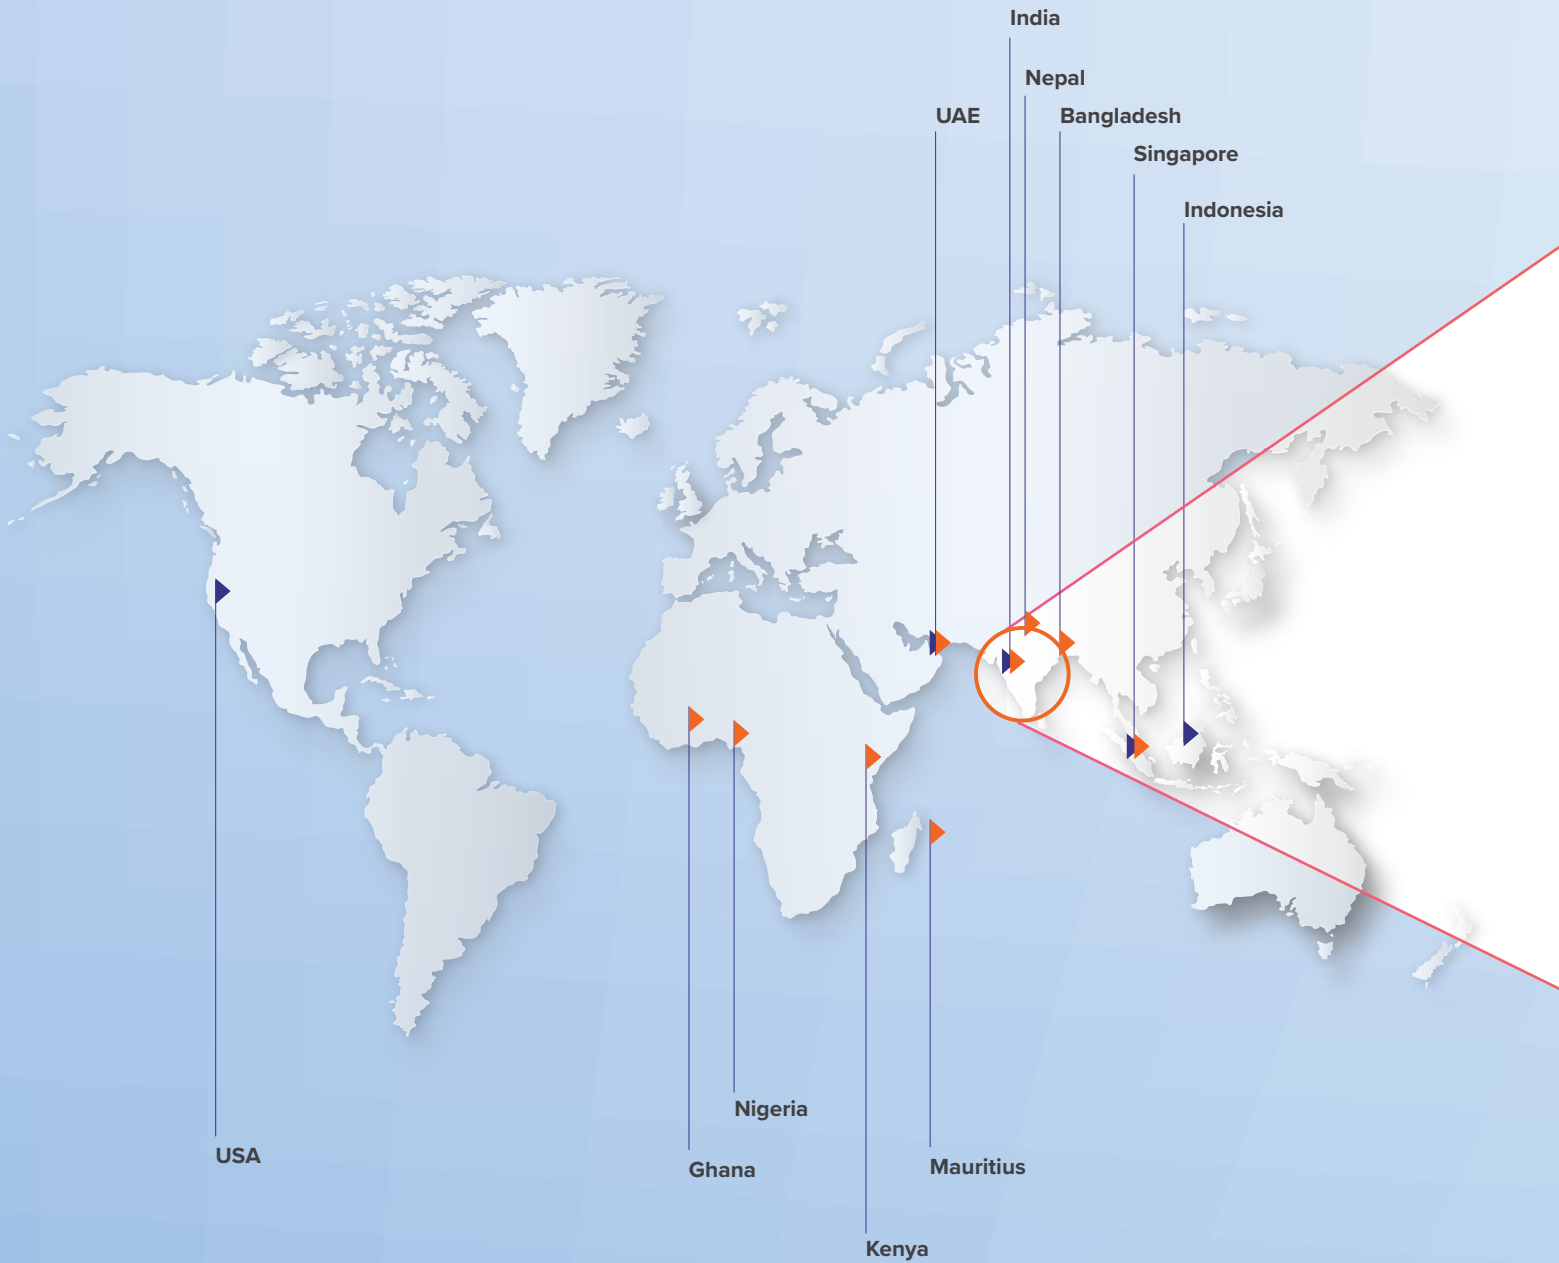 India
Nepal
UAE
Bangladesh
Singapore
Indonesia
Nigeria
USA
Ghana
Mauritius
Kenya